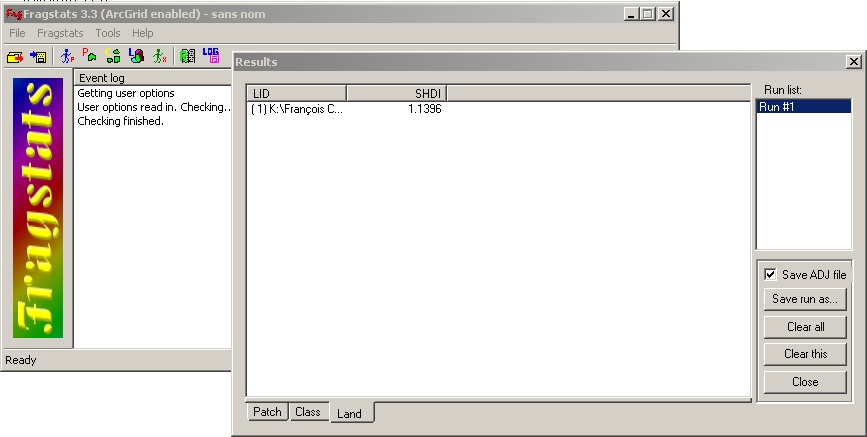 Fragstats 3.3 (ArcGrid enabled) - sans nom
File Fragstats Tools Help
LOG
Fragstats
Event log
Getting user options
User options read in. Checking..
Checking finished.
Ready
Results
LID SHDI
(1) K:\François C... 1.1396
Run list:
Run #1
Save ADJ file
Save run as...
Clear all
Clear this
Close
Patch Class Land